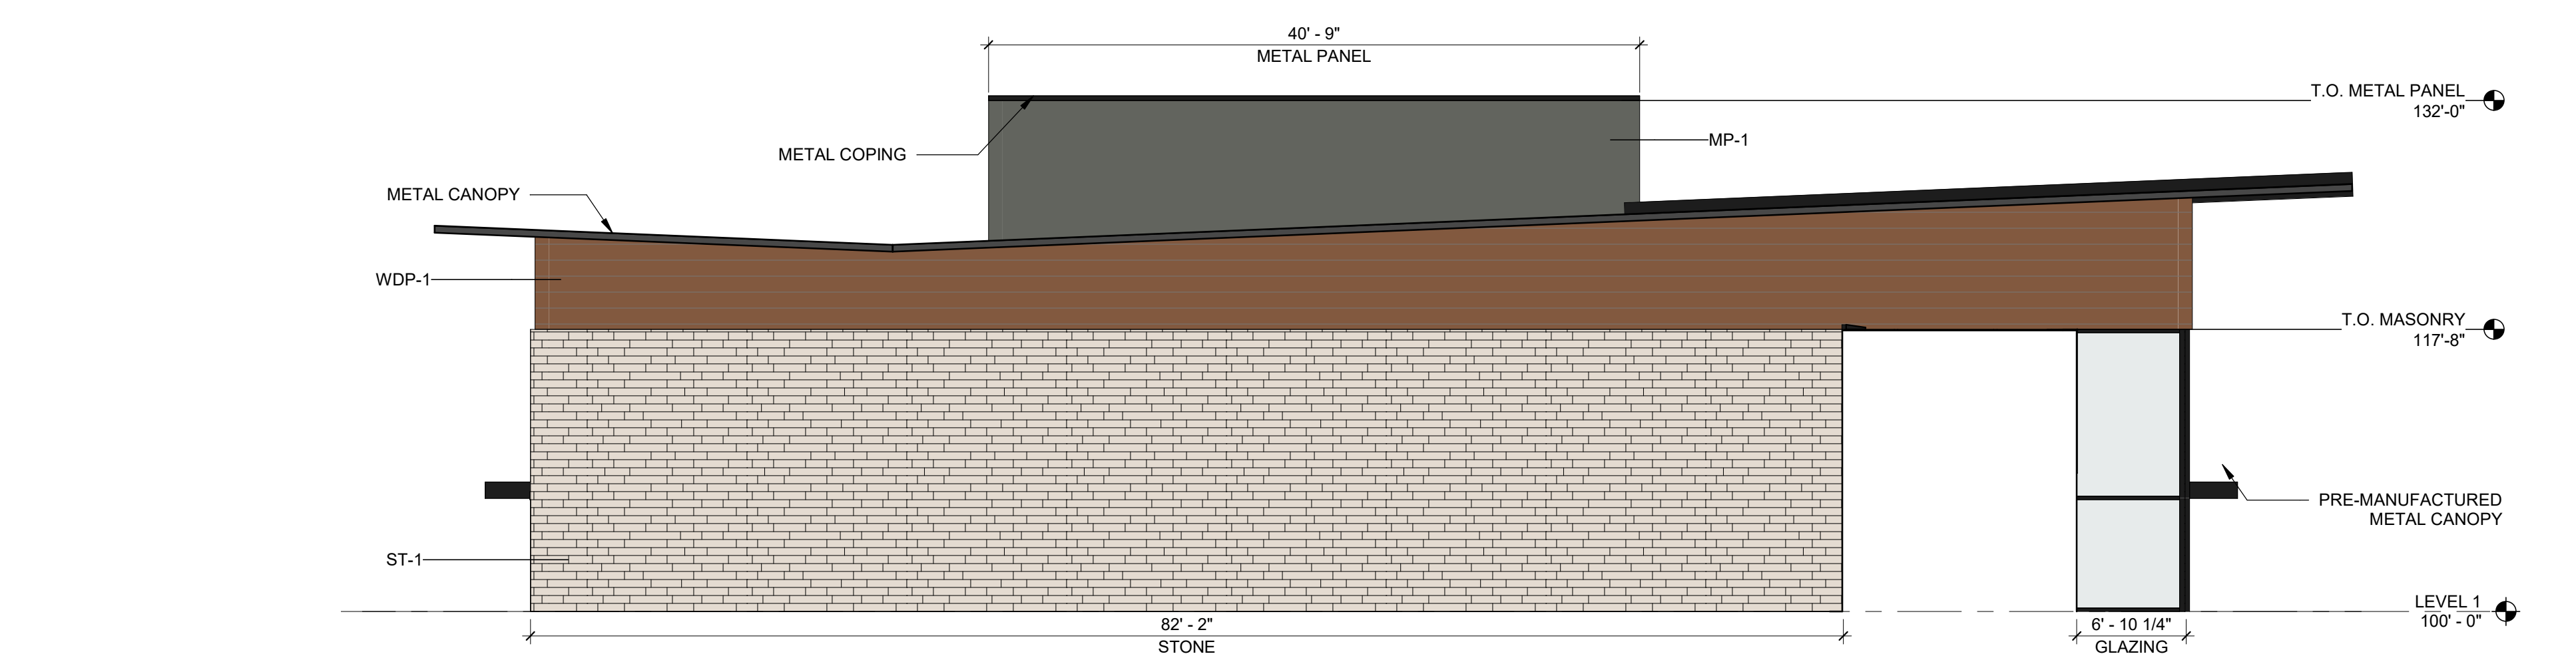 40' - 9"
METAL PANEL
T.O. METAL PANEL
132'-0"
MP-1
METAL COPING
METAL CANOPY
WDP-1
T.O. MASONRY
117'-8"
PRE-MANUFACTURED
METAL CANOPY
ST-1
LEVEL 1
100' - 0"
82' - 2"
STONE
6' - 10 1/4"
GLAZING